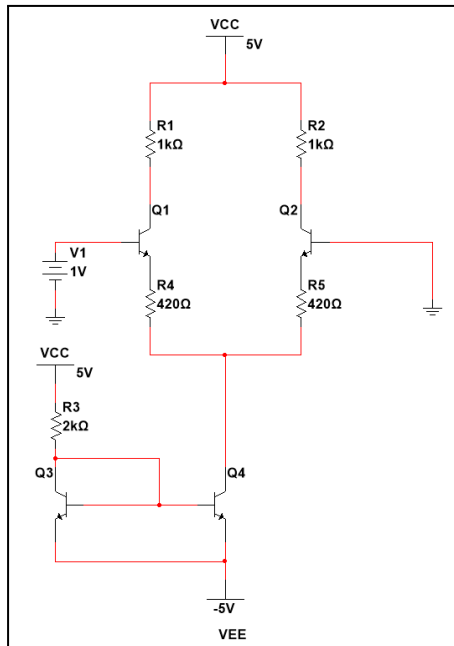 VCC
5V
R1
1kΩ
R2
1kΩ
Q1
Q2
V1
1V
R4
420Ω
R5
420Ω
VCC
5V
R3
2kΩ
Q3
Q4
-5V
VEE